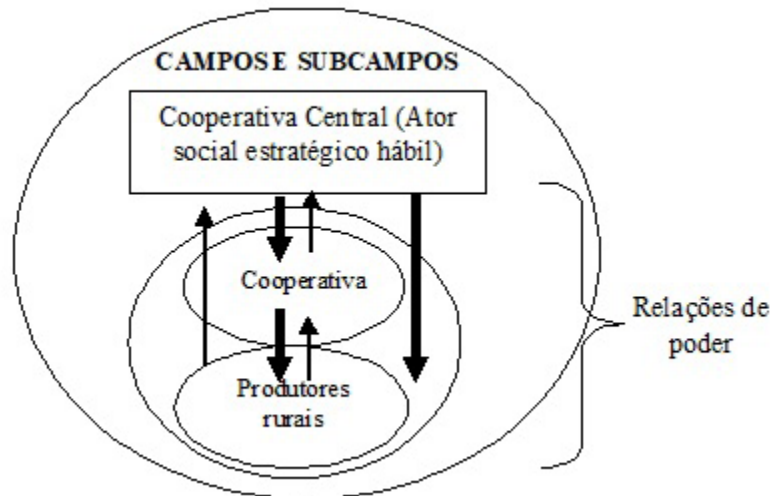 CAMPOS E SUBCAMPOS
Cooperativa Central (Ator
social estratégico hábil)
Cooperativa
Produtores
rurais
Relações de
poder